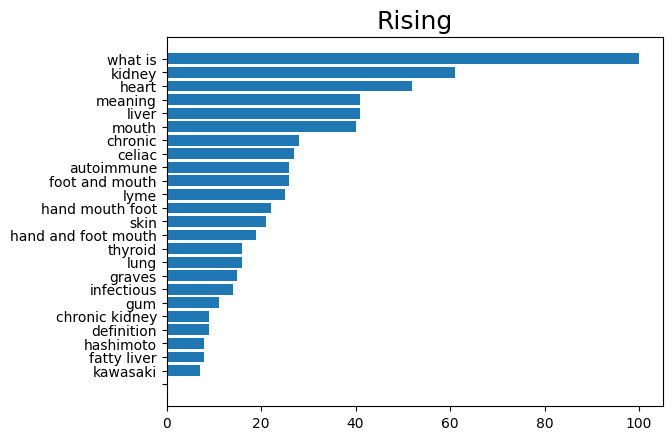 Rising
what is
kidney
heart
meaning
liver
mouth
chronic
celiac
autoimmune
foot and mouth
lyme
hand mouth foot
skin
hand and foot mouth
thyroid
lung
graves
infectious
gum
chronic kidney
definition
hashimoto
fatty liver
kawasaki
0 20 40 60 80 100